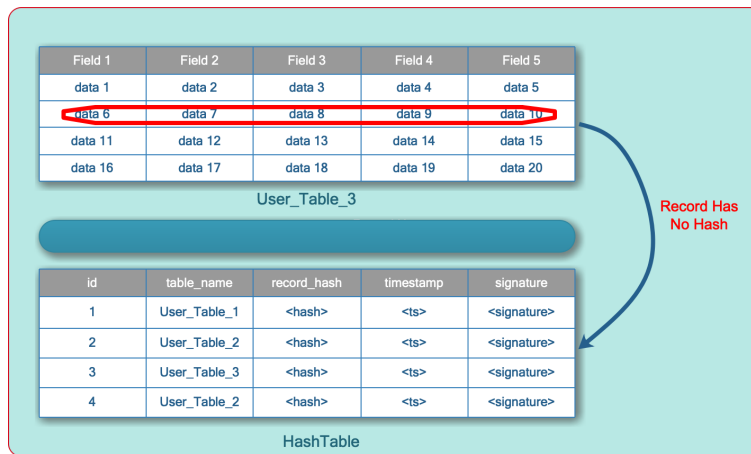 Field 1 Field 2 Field 3 Field 4 Field 5
data 1 data 2 data 3 data 4 data 5
data 6 data 7 data 8 data 9 data 10
data 11 data 12 data 13 data 14 data 15
data 16 data 17 data 18 data 19 data 20
User_Table_3
Record Has
No Hash
id table_name record_hash timestamp signature
1 User_Table_1 <hash> <ts> <signature>
2 User_Table_2 <hash> <ts> <signature>
3 User_Table_3 <hash> <ts> <signature>
4 User_Table_2 <hash> <ts> <signature>
HashTable